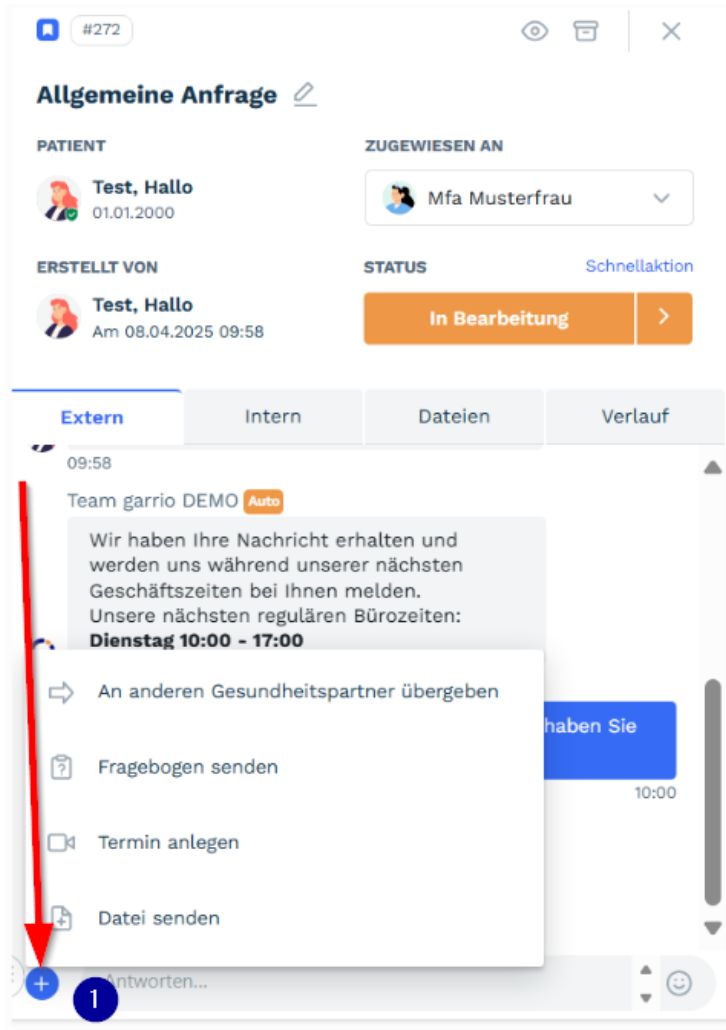 #272
Allgemeine Anfrage
PATIENT
Test, Hallo
01.01.2000
ZUGEWIESEN AN
Mfa Musterfrau
ERSTELLT VON
Test, Hallo
Am 08.04.2025 09:58
STATUS
Schnellaktion
In Bearbeitung
Extern
Intern
Dateien
Verlauf
09:58
Team garrio DEMO Auto
Wir haben Ihre Nachricht erhalten und
werden uns während unserer nächsten
Geschäftszeiten bei Ihnen melden.
Unsere nächsten regulären Bürozeiten:
Dienstag 10:00 - 17:00
haben Sie
10:00
An anderen Gesundheitspartner übergeben
Fragebogen senden
Termin anlegen
Datei senden
1
Antworten...